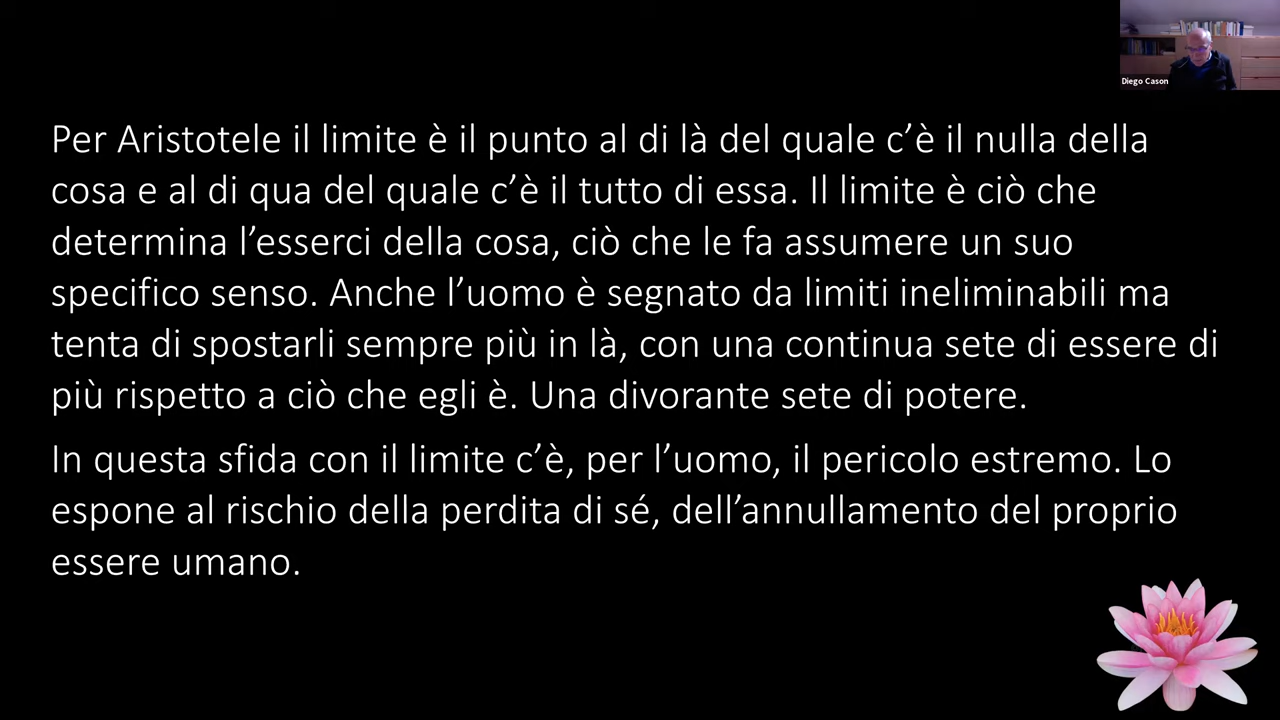 Diego Cason
Per Aristotele il limite è il punto al di là del quale c’è il nulla della
cosa e al di qua del quale c’è il tutto di essa. Il limite è ciò che
determina l’esserci della cosa, ciò che le fa assumere un suo
specifico senso. Anche l’uomo è segnato da limiti ineliminabili ma
tenta di spostarli sempre più in là, con una continua sete di essere di
più rispetto a ciò che egli è. Una divorante sete di potere.
In questa sfida con il limite c’è, per l’uomo, il pericolo estremo. Lo
espone al rischio della perdita di sé, dell’annullamento del proprio
essere umano.